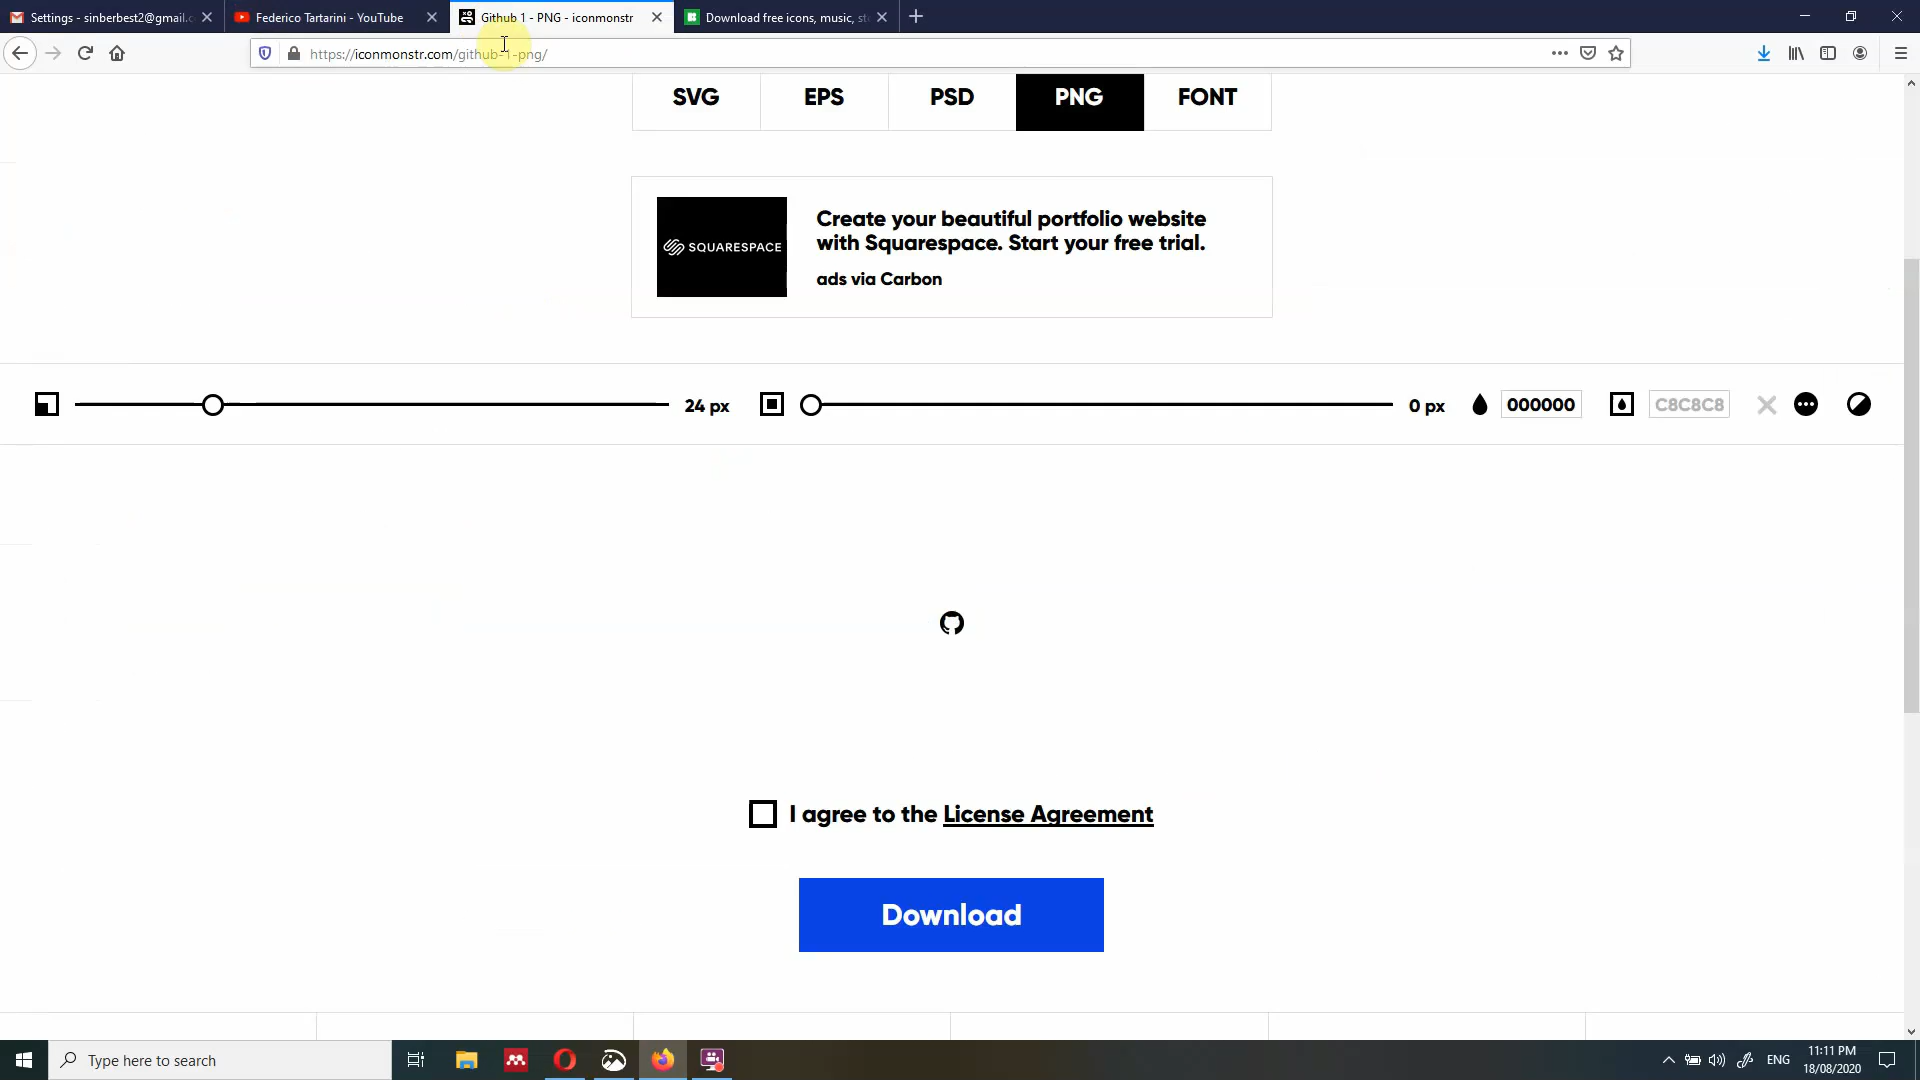 Settings - sinberbest2@gmail.c
Federico Tartarini - YouTube
Github 1 - PNG - iconmonstr
Download free icons, music, st
https://iconmonstr.com/github-1-png/
SVG
EPS
PSD
PNG
FONT
SQUARESPACE
Create your beautiful portfolio website
with Squarespace. Start your free trial.
ads via Carbon
24 px
0 px
000000
C8C8C8
I agree to the License Agreement
Download
Type here to search
ENG
11:11 PM
18/08/2020